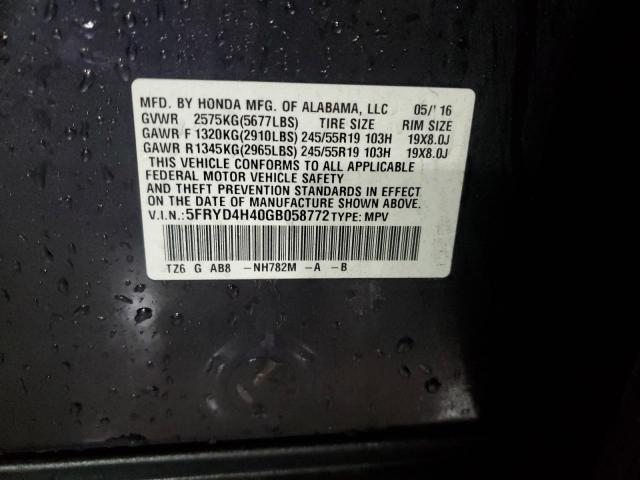 MFD. BY HONDA MFG. OF ALABAMA, LLC 05/16
GVWR 2575KG(5677LBS) TIRE SIZE RIM SIZE
GAWR F 1320KG(2910LBS) 245/55R19 103H 19X8.0J
GAWR R1345KG(2965LBS) 245/55R19 103H 19X8.0J
THIS VEHICLE CONFORMS TO ALL APPLICABLE
FEDERAL MOTOR VEHICLE SAFETY
AND THEFT PREVENTION STANDARDS IN EFFECT
ON THE DATE OF MANUFACTURE SHOWN ABOVE.
V.I.N.:5FRYD4H40GB058772 TYPE: MPV
TZ6 G AB8 -NH782M -A -B